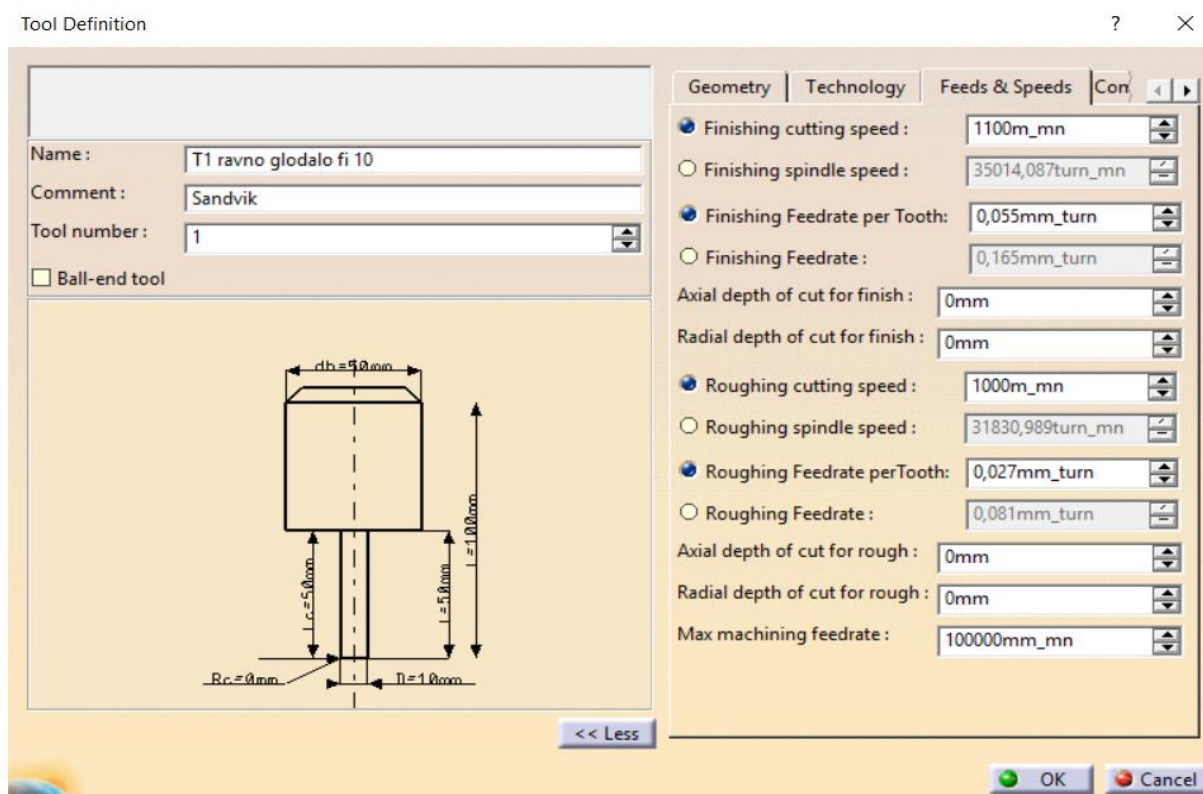 Tool Definition
?
Name :
T1 ravno glodalo fi 10
Comment :
Sandvik
Tool number :
1
Ball-end tool
db=50mm
L=100mm
Lc=50mm
l=50mm
Rc=0mm
D=10mm
<< Less
Geometry
Technology
Feeds & Speeds
Com
Finishing cutting speed :
1100m_mn
Finishing spindle speed :
35014,087turn_mn
Finishing Feedrate per Tooth:
0,055mm_turn
Finishing Feedrate :
0,165mm_turn
Axial depth of cut for finish :
0mm
Radial depth of cut for finish :
0mm
Roughing cutting speed :
1000m_mn
Roughing spindle speed :
31830,989turn_mn
Roughing Feedrate perTooth:
0,027mm_turn
Roughing Feedrate :
0,081mm_turn
Axial depth of cut for rough :
0mm
Radial depth of cut for rough :
0mm
Max machining feedrate :
100000mm_mn
OK
Cancel